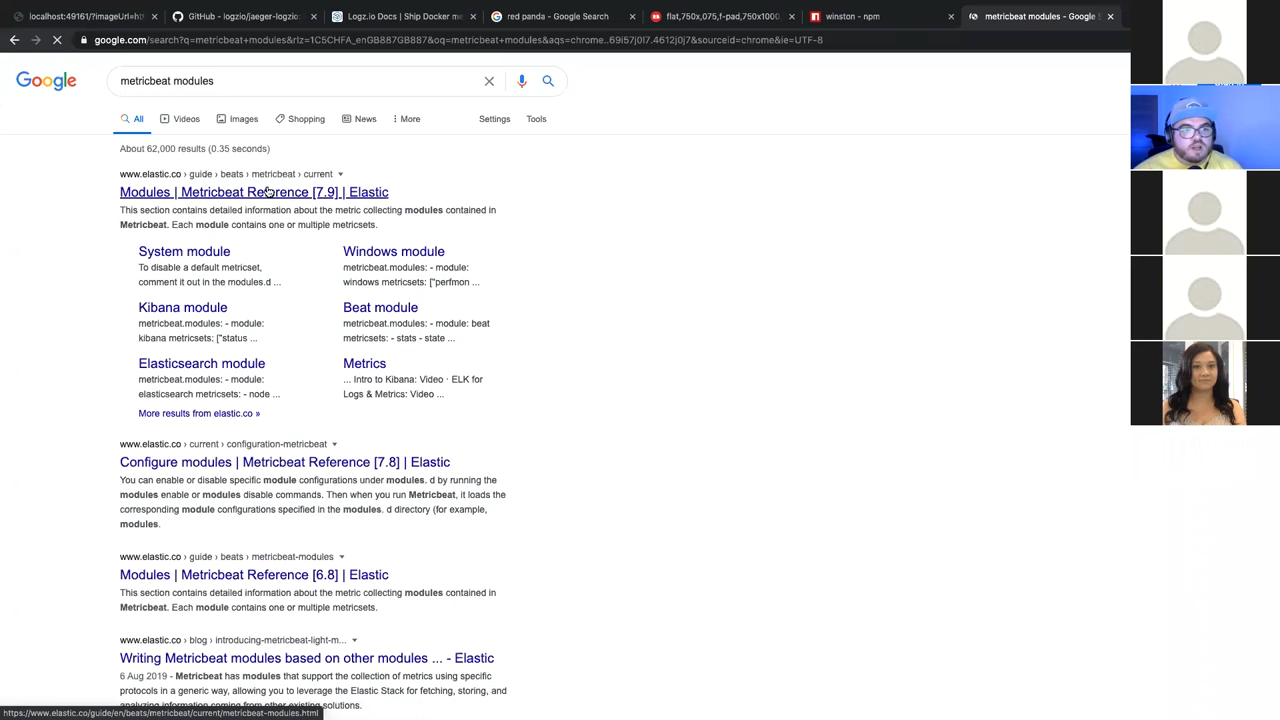 localhost:49161/?imageUrl=ht
GitHub - logzio/jaeger-logzio:
Logz.io Docs | Ship Docker me
red panda - Google Search
flat,750x,075,f-pad,750x1000,
winston - npm
metricbeat modules - Google S
google.com/search?q=metricbeat+modules&rlz=1C5CHFA_enGB887GB887&oq=metricbeat+modules&aqs=chrome..69i57j0l7.4612j0j7&sourceid=chrome&ie=UTF-8
Google
metricbeat modules
All
Videos
Images
Shopping
News
More
Settings
Tools
About 62,000 results (0.35 seconds)
www.elastic.co › guide › beats › metricbeat › current
Modules | Metricbeat Reference [7.9] | Elastic
This section contains detailed information about the metric collecting modules contained in
Metricbeat. Each module contains one or multiple metricsets.
System module
To disable a default metricset,
comment it out in the modules.d ...
Windows module
metricbeat.modules: - module:
windows metricsets: ["perfmon ...
Kibana module
metricbeat.modules: - module:
kibana metricsets: ["status ...
Beat module
metricbeat.modules: - module: beat
metricsets: - stats - state ...
Elasticsearch module
metricbeat.modules: - module:
elasticsearch metricsets: - node ...
Metrics
... Intro to Kibana: Video · ELK for
Logs & Metrics: Video ...
More results from elastic.co »
www.elastic.co › current › configuration-metricbeat
Configure modules | Metricbeat Reference [7.8] | Elastic
You can enable or disable specific module configurations under modules. d by running the
modules enable or modules disable commands. Then when you run Metricbeat, it loads the
corresponding module configurations specified in the modules. d directory (for example,
modules.
www.elastic.co › guide › beats › metricbeat-modules
Modules | Metricbeat Reference [6.8] | Elastic
This section contains detailed information about the metric collecting modules contained in
Metricbeat. Each module contains one or multiple metricsets.
www.elastic.co › blog › introducing-metricbeat-light-m...
Writing Metricbeat modules based on other modules ... - Elastic
6 Aug 2019 - Metricbeat has modules that support the collection of metrics using specific
protocols in a generic way, allowing you to leverage the Elastic Stack for fetching, storing, and
analyzing information coming from other existing solutions.
https://www.elastic.co/guide/en/beats/metricbeat/current/metricbeat-modules.html